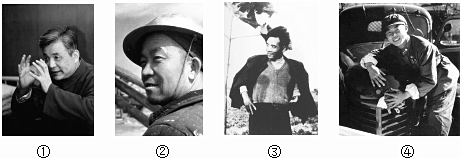 ① ② ③ ④